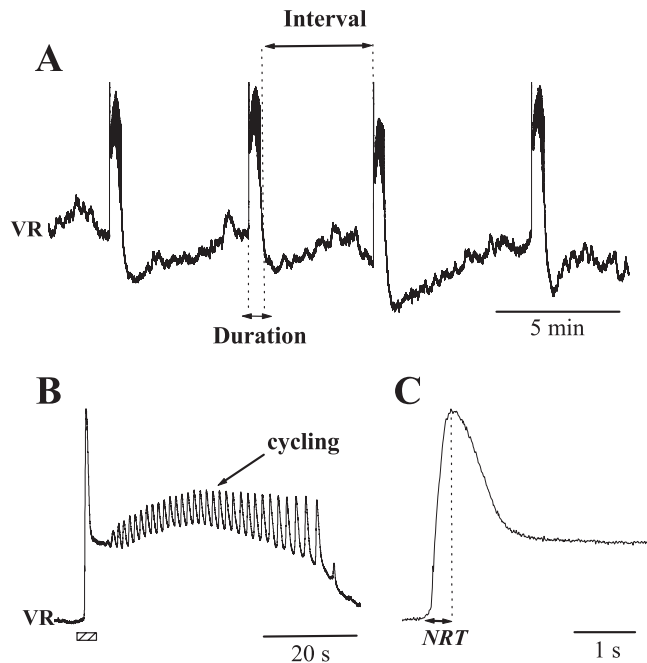 Interval
A
VR
5 min
Duration
B
C
cycling
VR
20 s
NRT
1 s